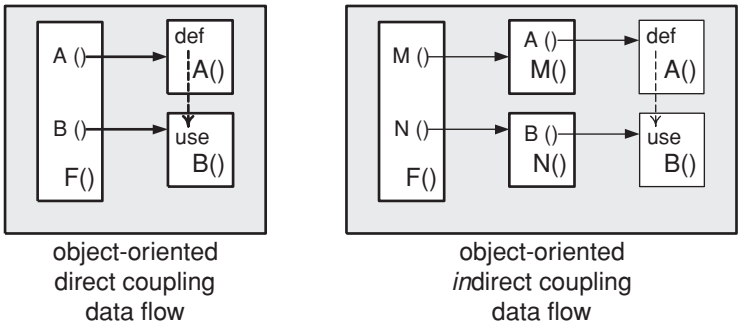 A ()
def
A()
B ()
use
B()
F()
object-oriented
direct coupling
data flow
M ()
A ()
M()
def
A()
N ()
B ()
N()
use
B()
F()
object-oriented
indirect coupling
data flow